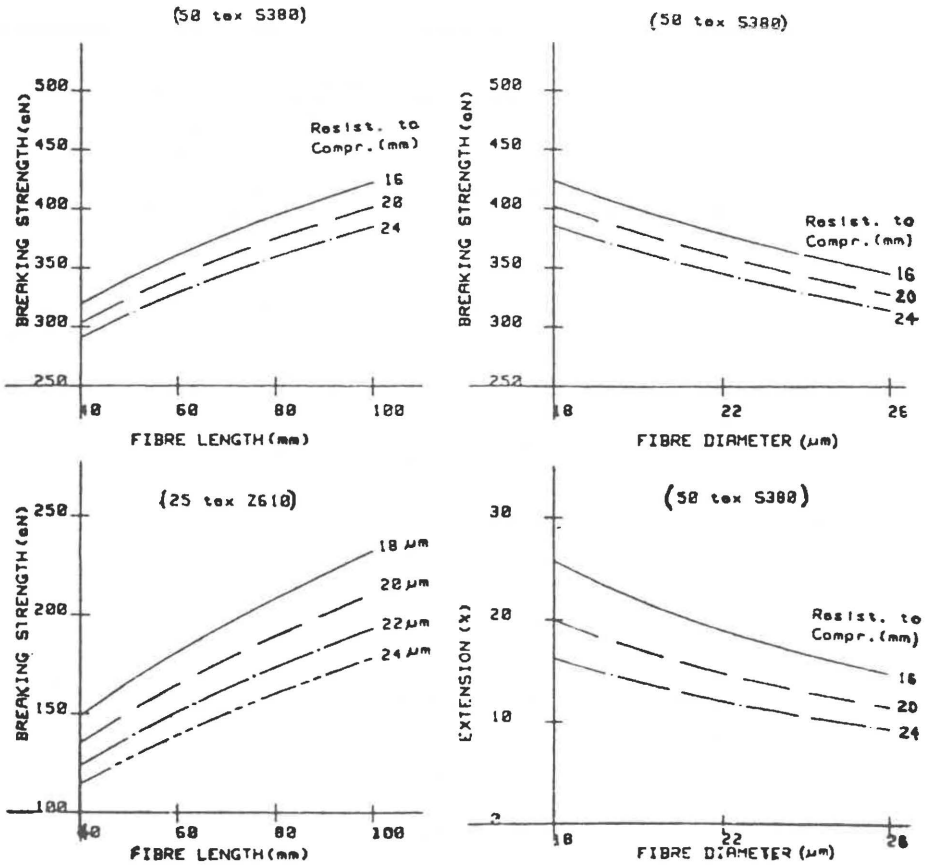 (50 tex S380)
BREAKING STRENGTH (cN)
500
450
400
350
300
250
Resist. to
Compr. (mm)
16
20
24
40
60
80
100
FIBRE LENGTH (mm)
(50 tex S380)
BREAKING STRENGTH (cN)
500
450
400
350
300
250
Resist. to
Compr. (mm)
16
20
24
18
22
26
FIBRE DIAMETER (μm)
(25 tex Z610)
BREAKING STRENGTH (cN)
250
200
150
100
18 μm
20 μm
22 μm
24 μm
40
60
80
100
FIBRE LENGTH (mm)
(50 tex S380)
EXTENSION (%)
30
20
10
0
Resist. to
Compr. (mm)
16
20
24
18
22
26
FIBRE DIAMETER (μm)